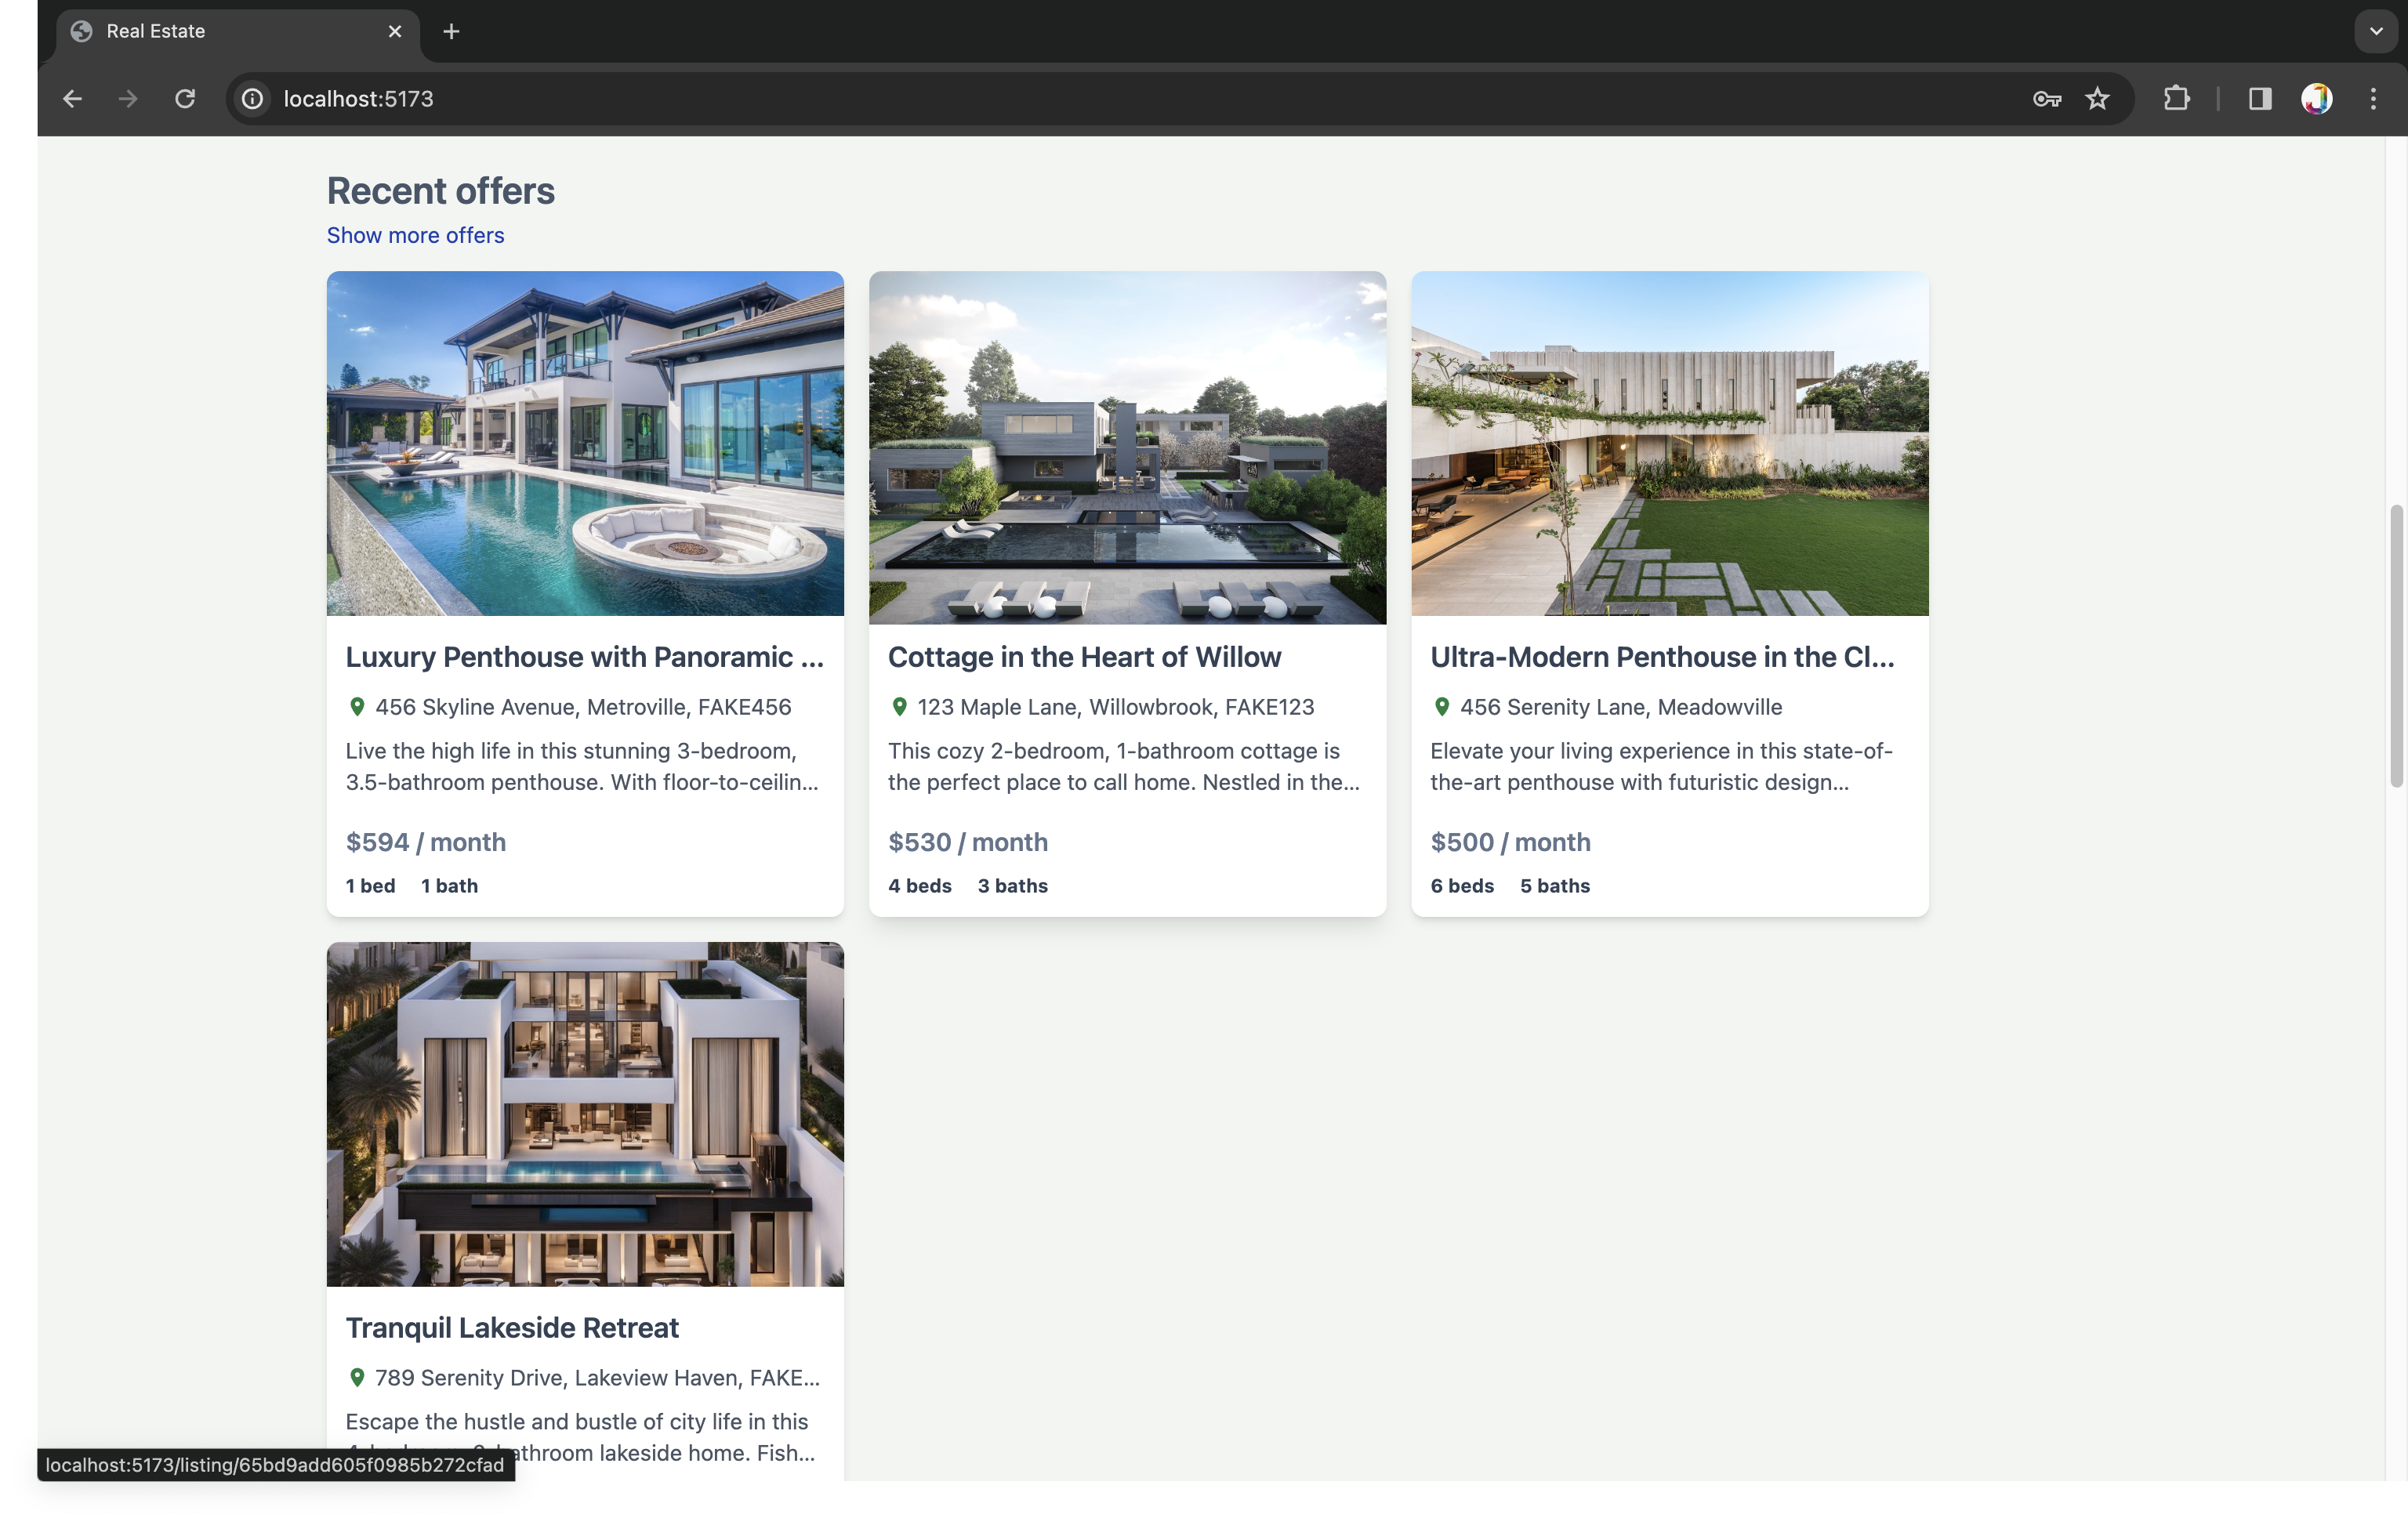 Real Estate
localhost:5173
Recent offers
Show more offers
Luxury Penthouse with Panoramic ...
456 Skyline Avenue, Metroville, FAKE456
Live the high life in this stunning 3-bedroom,
3.5-bathroom penthouse. With floor-to-ceilin...
$594 / month
1 bed 1 bath
Cottage in the Heart of Willow
123 Maple Lane, Willowbrook, FAKE123
This cozy 2-bedroom, 1-bathroom cottage is
the perfect place to call home. Nestled in the...
$530 / month
4 beds 3 baths
Ultra-Modern Penthouse in the Cl...
456 Serenity Lane, Meadowville
Elevate your living experience in this state-of-
the-art penthouse with futuristic design...
$500 / month
6 beds 5 baths
Tranquil Lakeside Retreat
789 Serenity Drive, Lakeview Haven, FAKE...
Escape the hustle and bustle of city life in this
lakeside home. Fish...
localhost:5173/listing/65bd9add605f0985b272cfad